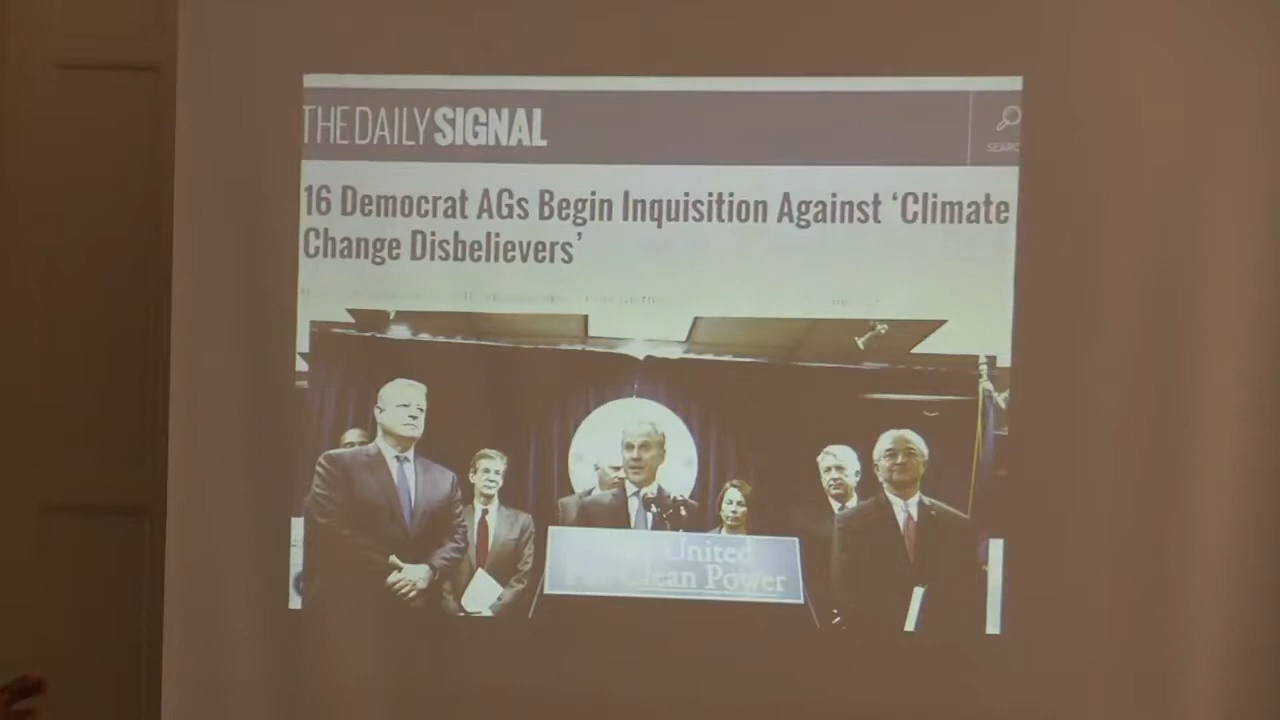 THE DAILY SIGNAL
SEARC
16 Democrat AGs Begin Inquisition Against ‘Climate
Change Disbelievers’
United
Clean Power